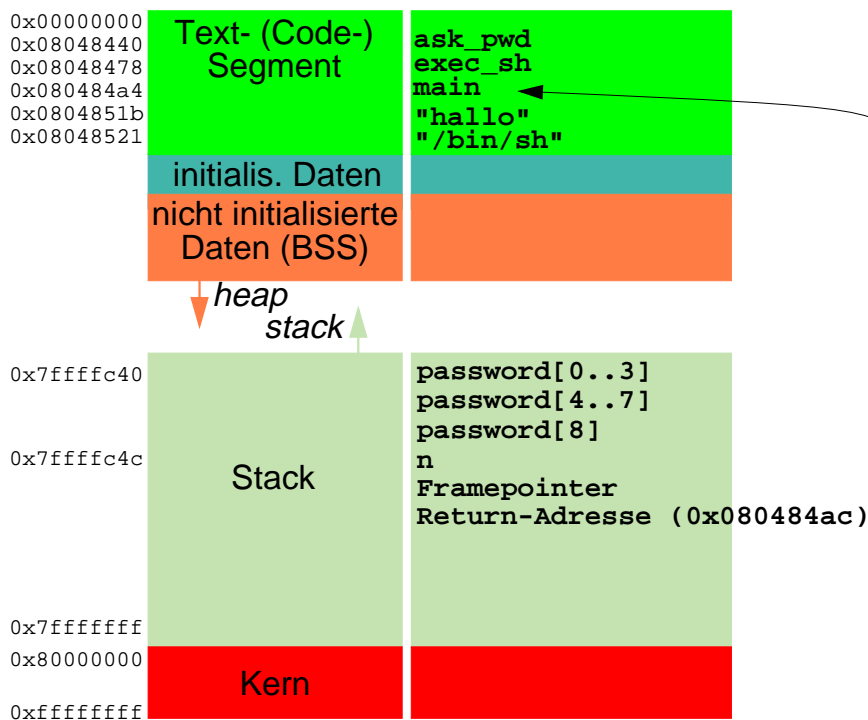 0x00000000
0x08048440
0x08048478
0x080484a4
0x0804851b
0x08048521
Text- (Code-)
Segment
ask_pwd
exec_sh
main
"hallo"
"/bin/sh"
initialis. Daten
nicht initialisierte
Daten (BSS)
heap
stack
0x7ffffc40
0x7ffffc4c
Stack
password[0..3]
password[4..7]
password[8]
n
Framepointer
Return-Adresse (0x080484ac)
0x7fffffff
0x80000000
Kern
0xffffffff